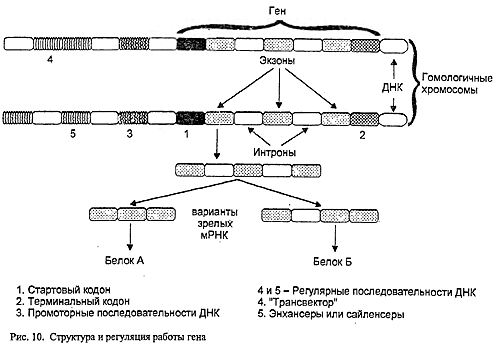 Ген
4
Экзоны
ДНК
Гомологичные
хромосомы
5
3
1
Интроны
2
варианты
зрелых
мРНК
Белок А
Белок Б
1. Стартовый кодон
2. Терминальный кодон
3. Промоторные последовательности ДНК
4 и 5 – Регулярные последовательности ДНК
4. "Трансвектор"
5. Энхансеры или сайленсеры
Рис. 10. Структура и регуляция работы гена